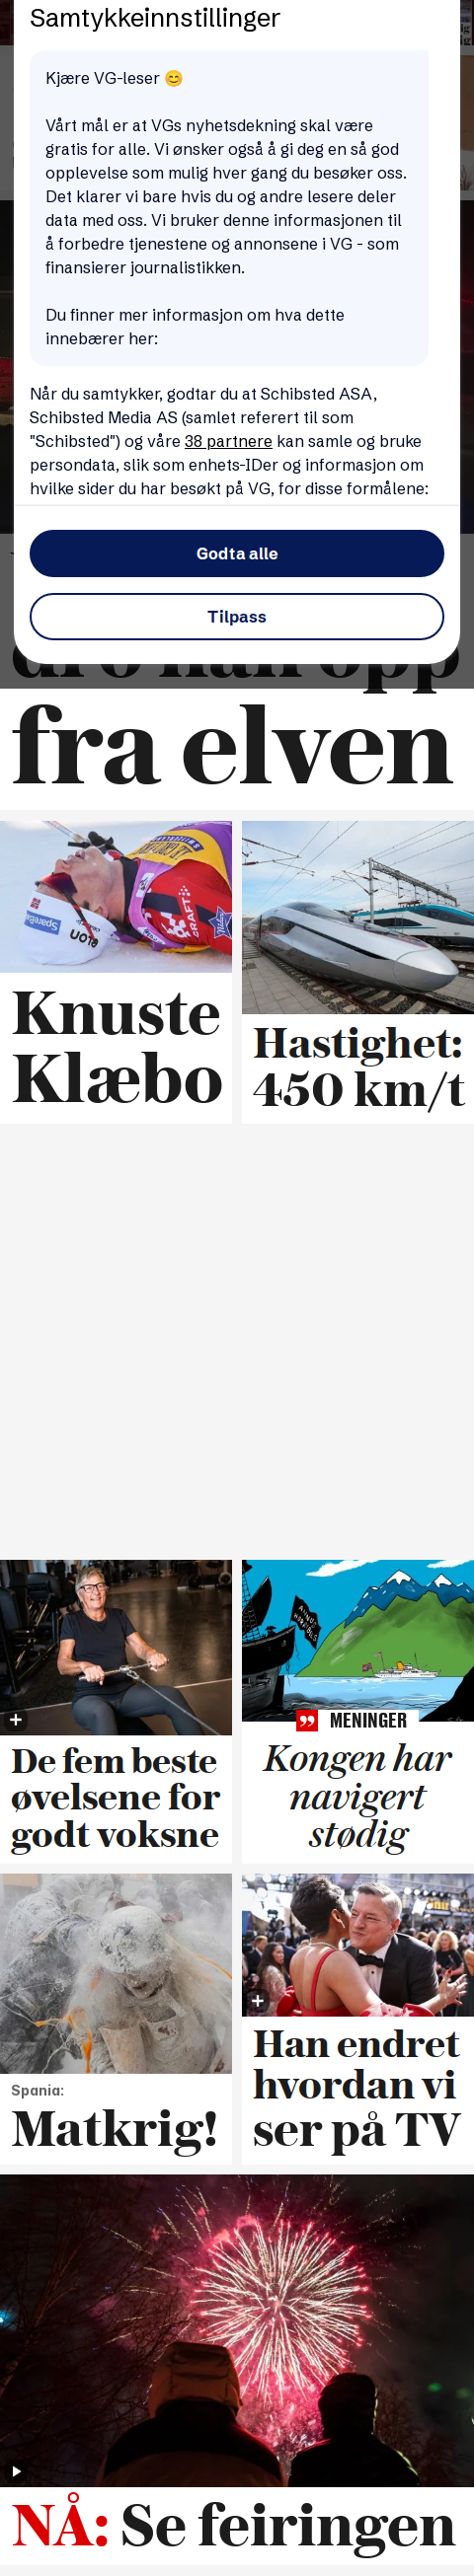 Samtykkeinnstillinger
Kjære VG-leser 😊
Vårt mål er at VGs nyhetsdekning skal være
gratis for alle. Vi ønsker også å gi deg en så god
opplevelse som mulig hver gang du besøker oss.
Det klarer vi bare hvis du og andre lesere deler
data med oss. Vi bruker denne informasjonen til
å forbedre tjenestene og annonsene i VG - som
finansierer journalistikken.
Du finner mer informasjon om hva dette
innebærer her:
Når du samtykker, godtar du at Schibsted ASA,
Schibsted Media AS (samlet referert til som
"Schibsted") og våre 38 partnere kan samle og bruke
persondata, slik som enhets-IDer og informasjon om
hvilke sider du har besøkt på VG, for disse formålene:
Godta alle
Tilpass
fra elven
CRAFT
Knuste
Klæbo
Hastighet:
450 km/t
MENINGER
De fem beste
øvelsene for
godt voksne
Kongen har
navigert
stødig
Spania:
Matkrig!
Han endret
hvordan vi
ser på TV
NÅ: Se feiringen